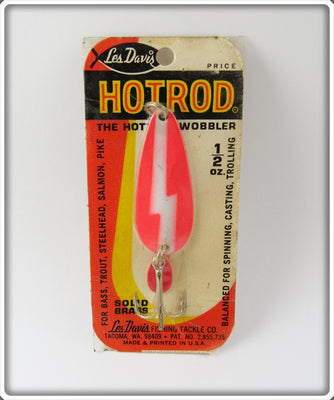 Les Davis
PRICE
HOTROD
THE HOT WOBBLER
1/2 OZ.
FOR BASS, TROUT, STEELHEAD, SALMON, PIKE
BALANCED FOR SPINNING, CASTING, TROLLING
SOLID
BRASS
Les Davis FISHING TACKLE CO.
TACOMA, WA. 98409 • PAT. NO. 2,855,735
MADE & PRINTED IN U.S.A.